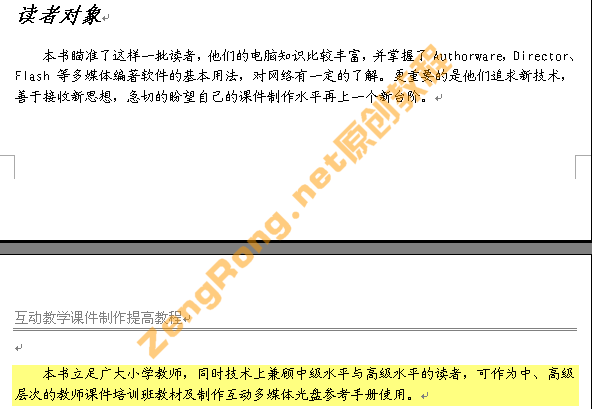 读者对象
本书瞄准了这样一批读者，他们的电脑知识比较丰富，并掌握了 Authorware，Director、
Flash 等多媒体编著软件的基本用法，对网络有一定的了解。更重要的是他们追求新技术，
善于接收新思想，急切的盼望自己的课件制作水平再上一个新台阶。
ZengRong.net原创教程
互动教学课件制作提高教程
本书立足广大小学教师，同时技术上兼顾中级水平与高级水平的读者，可作为中、高级
层次的教师课件培训班教材及制作互动多媒体光盘参考手册使用。